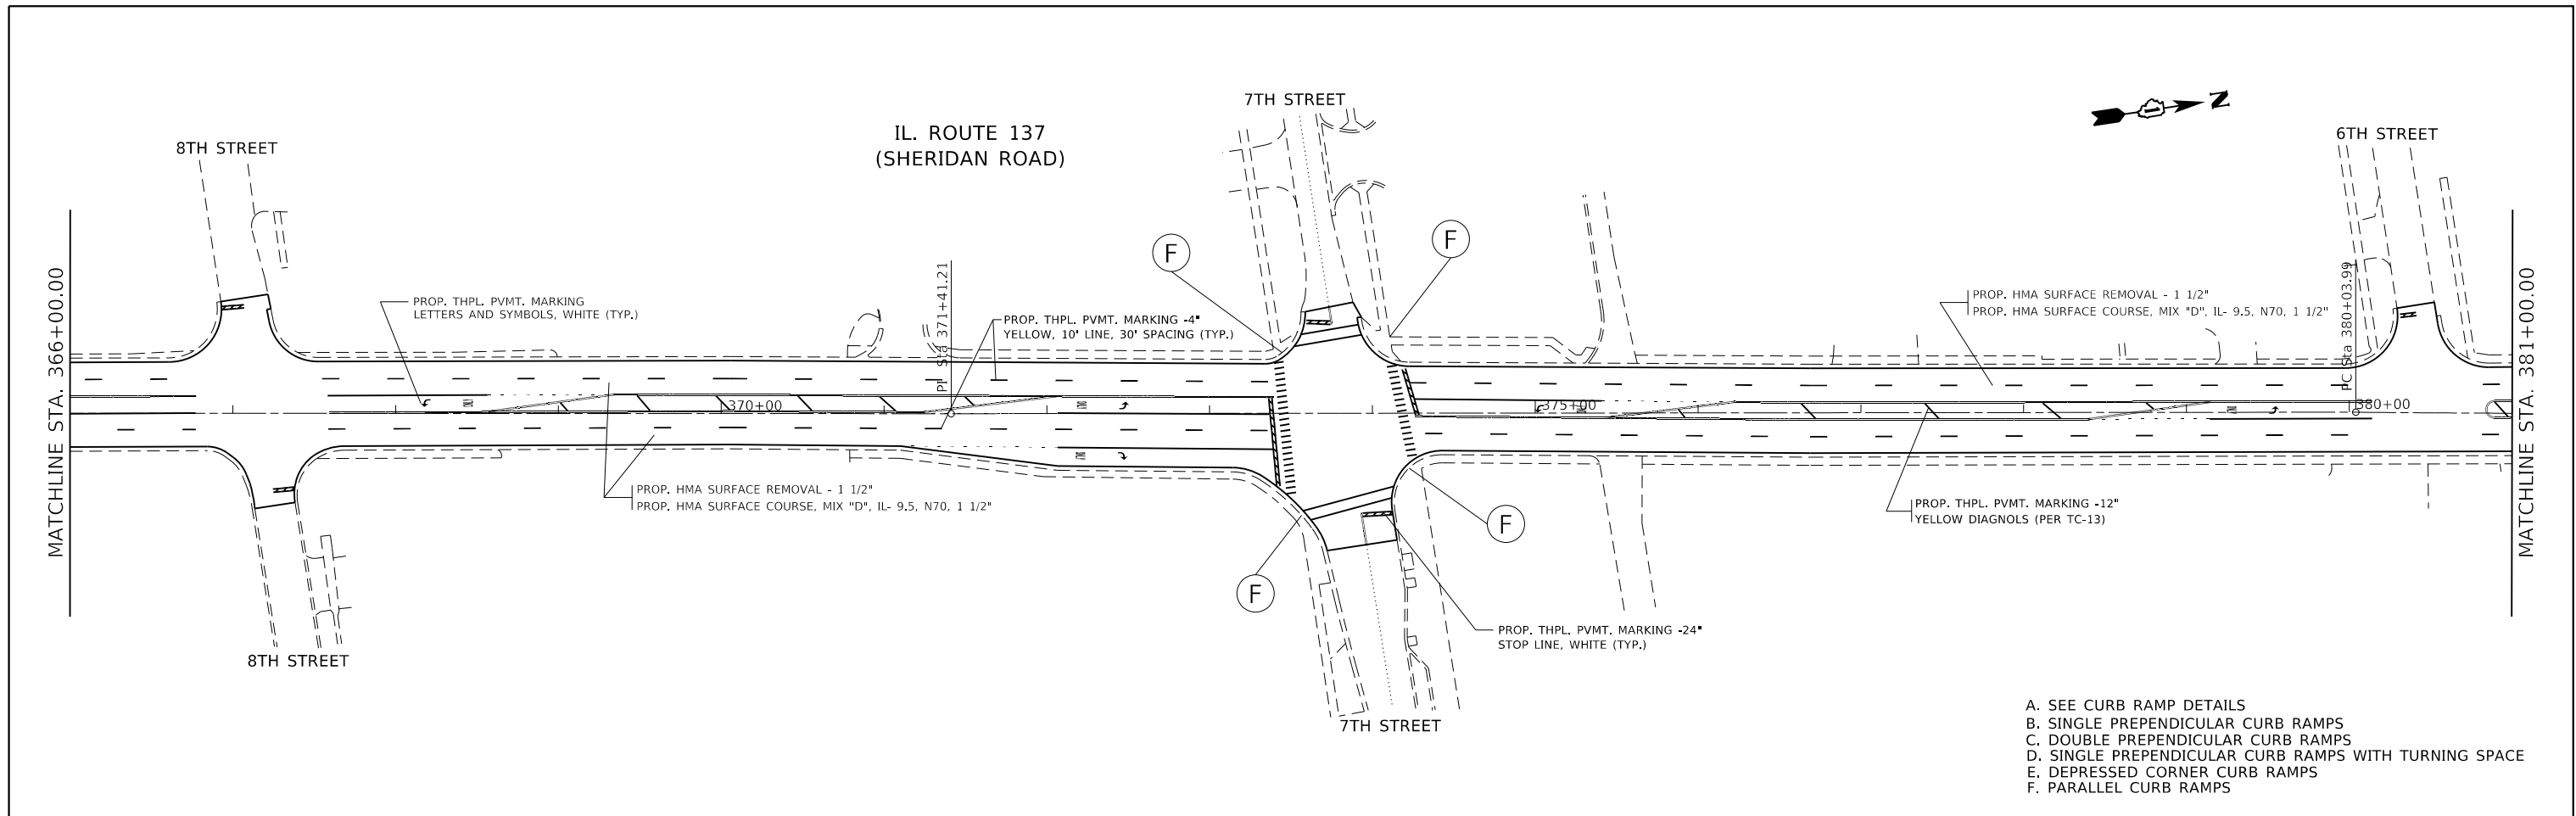 7TH STREET
IL. ROUTE 137
(SHERIDAN ROAD)
8TH STREET
N
6TH STREET
F
F
MATCHLINE STA. 366+00.00
PROP. THPL. PVMT. MARKING
LETTERS AND SYMBOLS, WHITE (TYP.)
PI Sta 371+41.21
PROP. THPL. PVMT. MARKING -4"
YELLOW, 10' LINE, 30' SPACING (TYP.)
PROP. HMA SURFACE REMOVAL - 1 1/2"
PROP. HMA SURFACE COURSE, MIX "D", IL- 9.5, N70, 1 1/2"
PC Sta 380+03.99
MATCHLINE STA. 381+00.00
370+00
375+00
380+00
PROP. HMA SURFACE REMOVAL - 1 1/2"
PROP. HMA SURFACE COURSE, MIX "D", IL- 9.5, N70, 1 1/2"
PROP. THPL. PVMT. MARKING -12"
YELLOW DIAGNOLS (PER TC-13)
F
F
PROP. THPL. PVMT. MARKING -24"
STOP LINE, WHITE (TYP.)
8TH STREET
7TH STREET
A. SEE CURB RAMP DETAILS
B. SINGLE PREPENDICULAR CURB RAMPS
C. DOUBLE PREPENDICULAR CURB RAMPS
D. SINGLE PREPENDICULAR CURB RAMPS WITH TURNING SPACE
E. DEPRESSED CORNER CURB RAMPS
F. PARALLEL CURB RAMPS